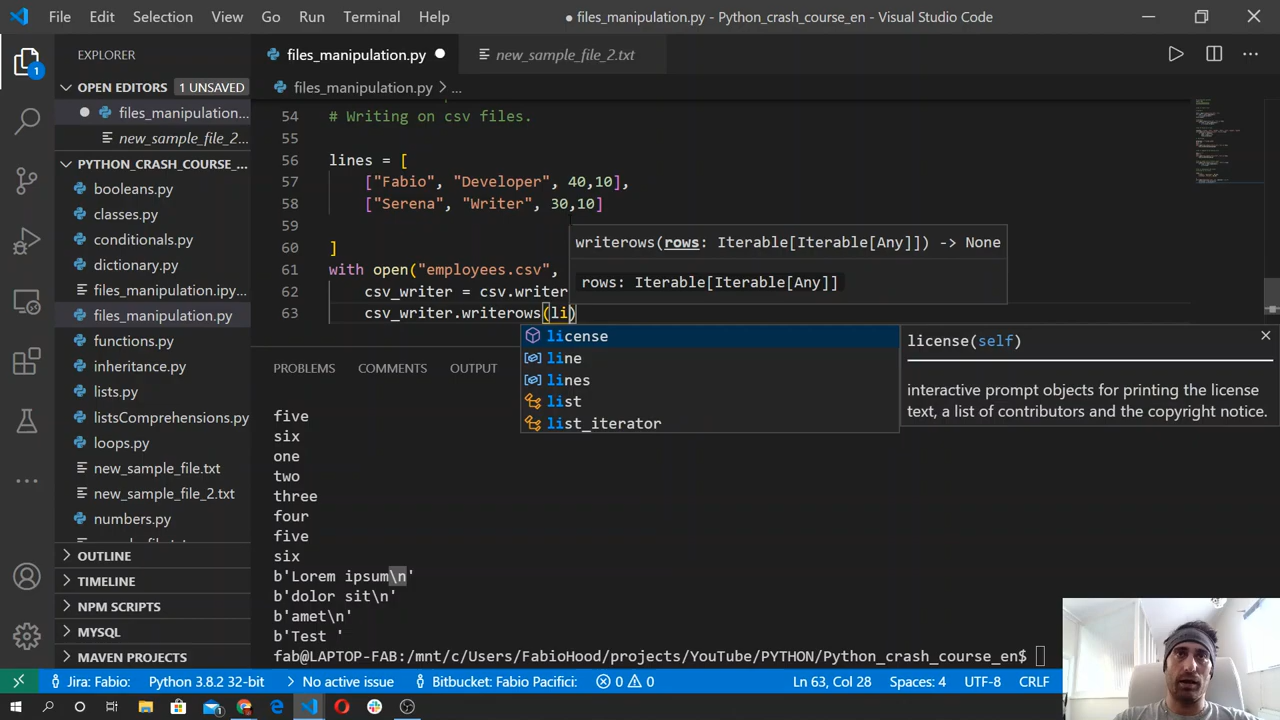 File Edit Selection View Go Run Terminal Help
● files_manipulation.py - Python_crash_course_en - Visual Studio Code
EXPLORER
OPEN EDITORS 1 UNSAVED
files_manipulation...
new_sample_file_2...
PYTHON_CRASH_COURSE_...
booleans.py
classes.py
conditionals.py
dictionary.py
files_manipulation.ipy...
files_manipulation.py
functions.py
inheritance.py
lists.py
listsComprehensions.py
loops.py
new_sample_file.txt
new_sample_file_2.txt
numbers.py
OUTLINE
TIMELINE
NPM SCRIPTS
MYSQL
MAVEN PROJECTS
1
files_manipulation.py ●
new_sample_file_2.txt
files_manipulation.py > ...
54 # Writing on csv files.
55
56 lines = [
57 ["Fabio", "Developer", 40,10],
58 ["Serena", "Writer", 30,10]
59
60 ]
61 with open("employees.csv",
62 csv_writer = csv.writer
63 csv_writer.writerows(li)
writerows(rows: Iterable[Iterable[Any]]) -> None
rows: Iterable[Iterable[Any]]
license
line
lines
list
list_iterator
license(self)
interactive prompt objects for printing the license
text, a list of contributors and the copyright notice.
PROBLEMS COMMENTS OUTPUT
five
six
one
two
three
four
five
six
b'Lorem ipsum\n'
b'dolor sit\n'
b'amet\n'
b'Test '
fab@LAPTOP-FAB:/mnt/c/Users/FabioHood/projects/YouTube/PYTHON/Python_crash_course_en$
Jira: Fabio: Python 3.8.2 32-bit No active issue Bitbucket: Fabio Pacifici: 0 0 Ln 63, Col 28 Spaces: 4 UTF-8 CRLF